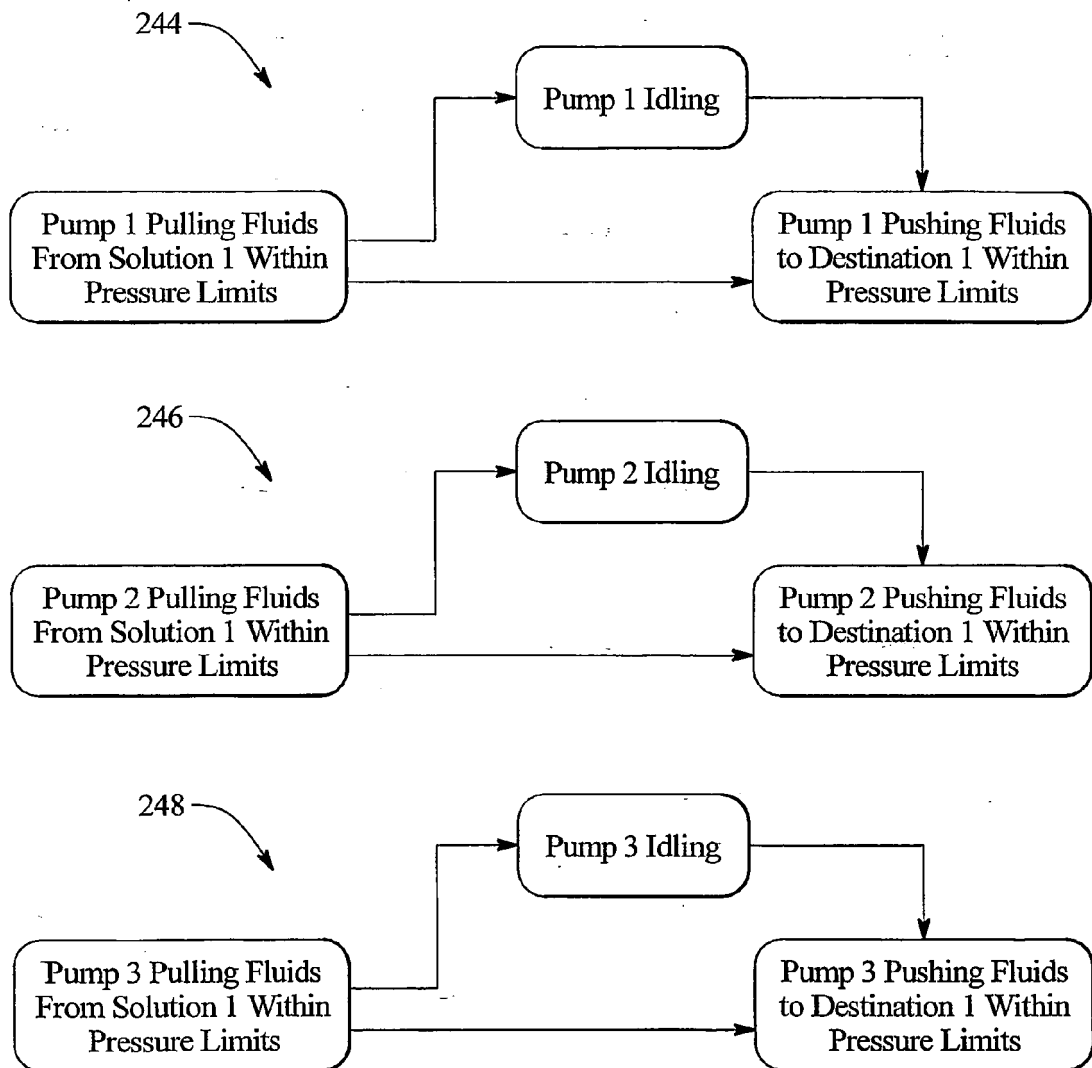 244
Pump 1 Idling
Pump 1 Pulling Fluids
From Solution 1 Within
Pressure Limits
Pump 1 Pushing Fluids
to Destination 1 Within
Pressure Limits
246
Pump 2 Idling
Pump 2 Pulling Fluids
From Solution 1 Within
Pressure Limits
Pump 2 Pushing Fluids
to Destination 1 Within
Pressure Limits
248
Pump 3 Idling
Pump 3 Pulling Fluids
From Solution 1 Within
Pressure Limits
Pump 3 Pushing Fluids
to Destination 1 Within
Pressure Limits